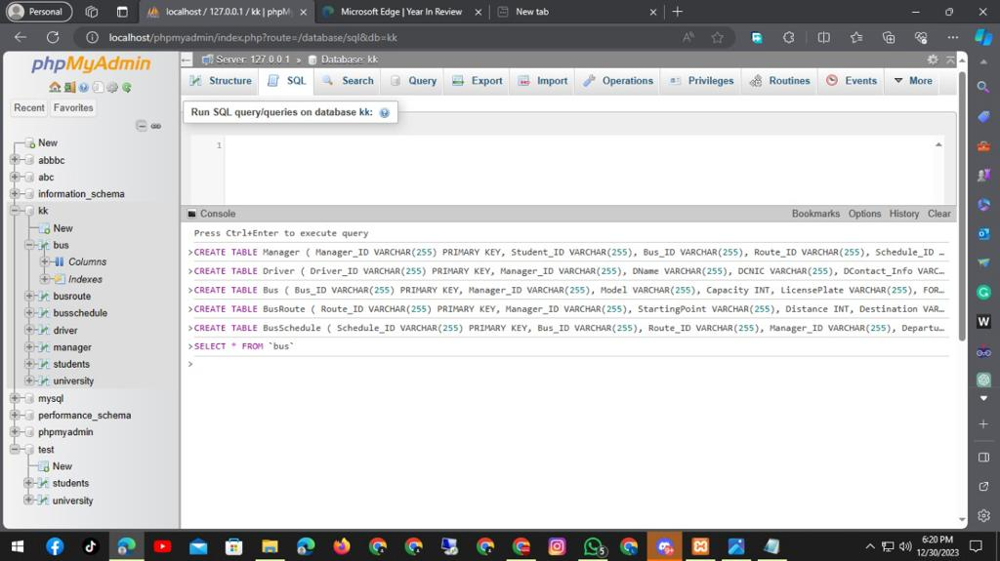 Personal
localhost / 127.0.0.1 / kk | phpM
Microsoft Edge | Year In Review
New tab
localhost/phpmyadmin/index.php?route=/database/sql&db=kk
phpMyAdmin
Recent Favorites
New
abbbc
abc
information_schema
kk
New
bus
Columns
Indexes
busroute
busschedule
driver
manager
students
university
mysql
performance_schema
phpmyadmin
test
New
students
university
Server: 127.0.0.1 » Database: kk
Structure SQL Search Query Export Import Operations Privileges Routines Events More
Run SQL query/queries on database kk:
1
Console Bookmarks Options History Clear
Press Ctrl+Enter to execute query
>CREATE TABLE Manager ( Manager_ID VARCHAR(255) PRIMARY KEY, Student_ID VARCHAR(255), Bus_ID VARCHAR(255), Route_ID VARCHAR(255), Schedule_ID …
>CREATE TABLE Driver ( Driver_ID VARCHAR(255) PRIMARY KEY, Manager_ID VARCHAR(255), DName VARCHAR(255), DCNIC VARCHAR(255), DContact_Info VARC…
>CREATE TABLE Bus ( Bus_ID VARCHAR(255) PRIMARY KEY, Manager_ID VARCHAR(255), Model VARCHAR(255), Capacity INT, LicensePlate VARCHAR(255), FOR…
>CREATE TABLE BusRoute ( Route_ID VARCHAR(255) PRIMARY KEY, Manager_ID VARCHAR(255), StartingPoint VARCHAR(255), Distance INT, Destination VAR…
>CREATE TABLE BusSchedule ( Schedule_ID VARCHAR(255) PRIMARY KEY, Bus_ID VARCHAR(255), Route_ID VARCHAR(255), Manager_ID VARCHAR(255), Departu…
>SELECT * FROM `bus`
>
6:20 PM
12/30/2023